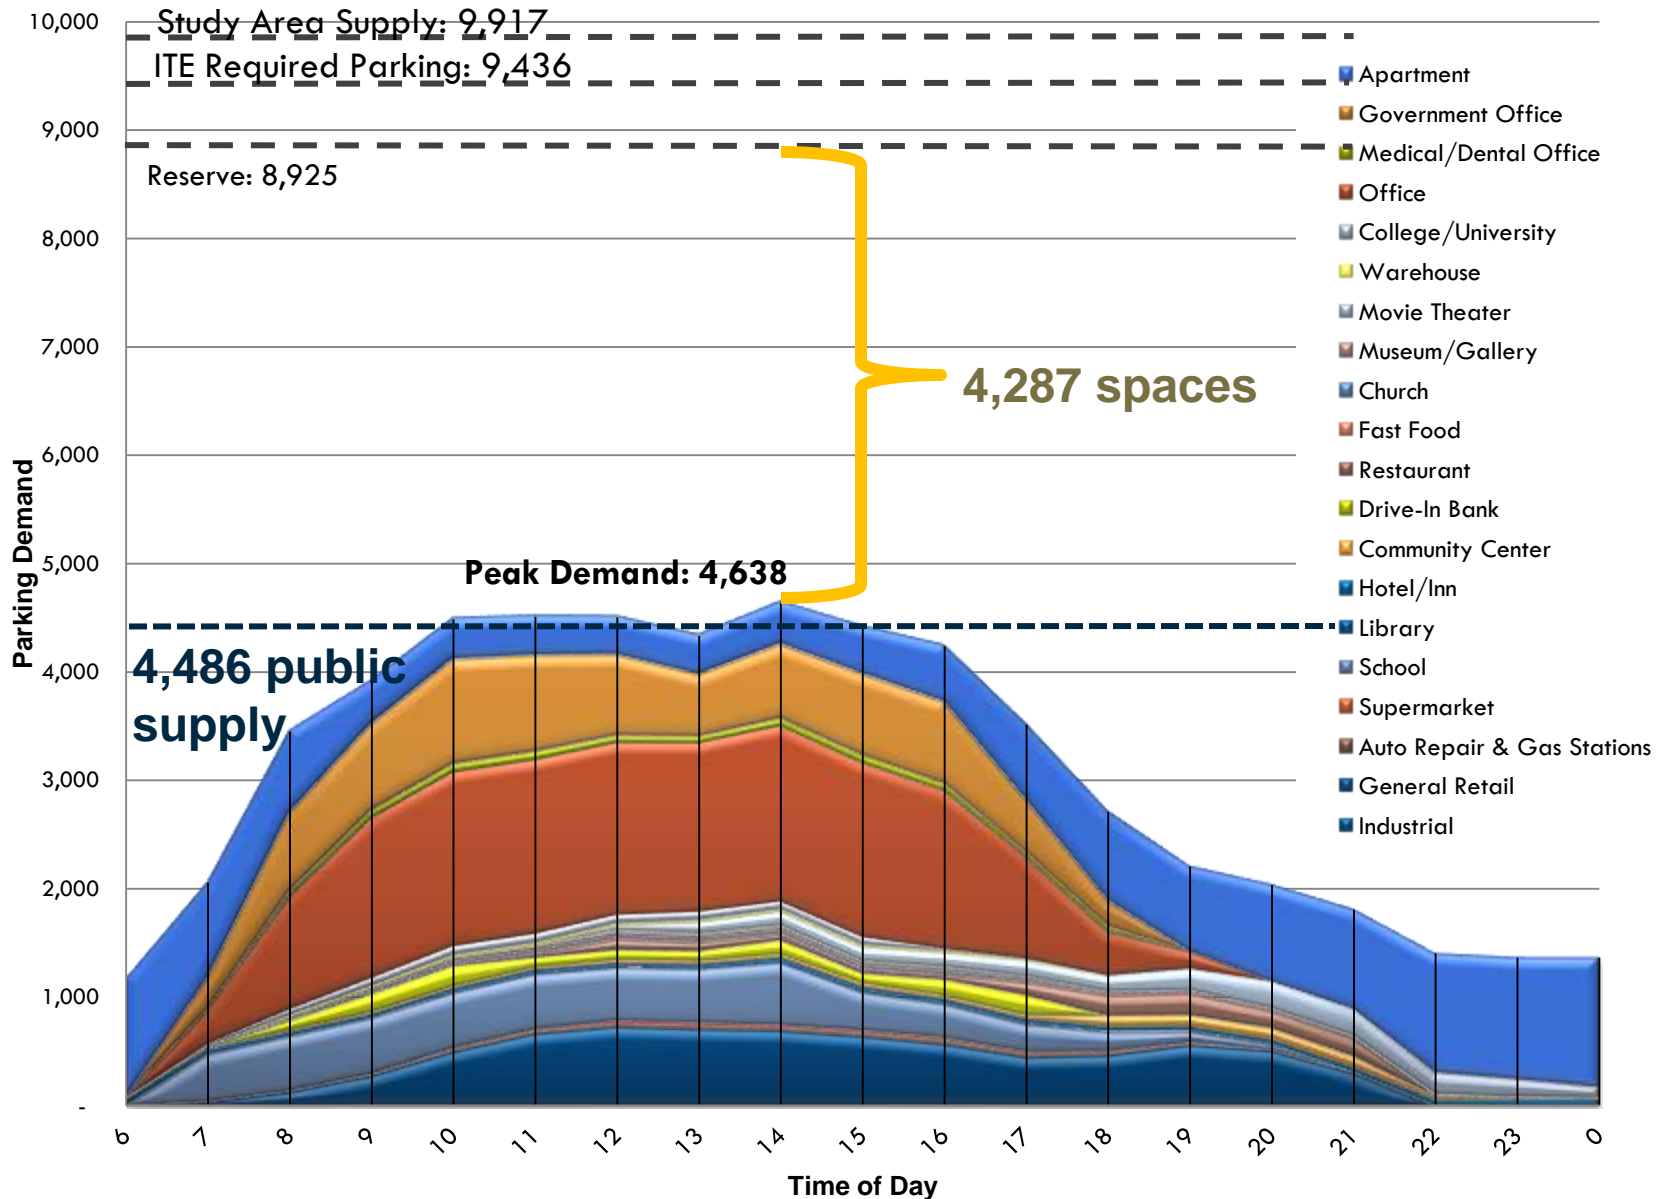 10,000
Study Area Supply: 9,917
ITE Required Parking: 9,436
9,000
Reserve: 8,925
8,000
7,000
6,000
5,000
4,000
3,000
2,000
1,000
-
Parking Demand
4,287 spaces
Peak Demand: 4,638
4,486 public
supply
Apartment
Government Office
Medical/Dental Office
Office
College/University
Warehouse
Movie Theater
Museum/Gallery
Church
Fast Food
Restaurant
Drive-In Bank
Community Center
Hotel/Inn
Library
School
Supermarket
Auto Repair & Gas Stations
General Retail
Industrial
6 7 8 9 10 11 12 13 14 15 16 17 18 19 20 21 22 23 0
Time of Day